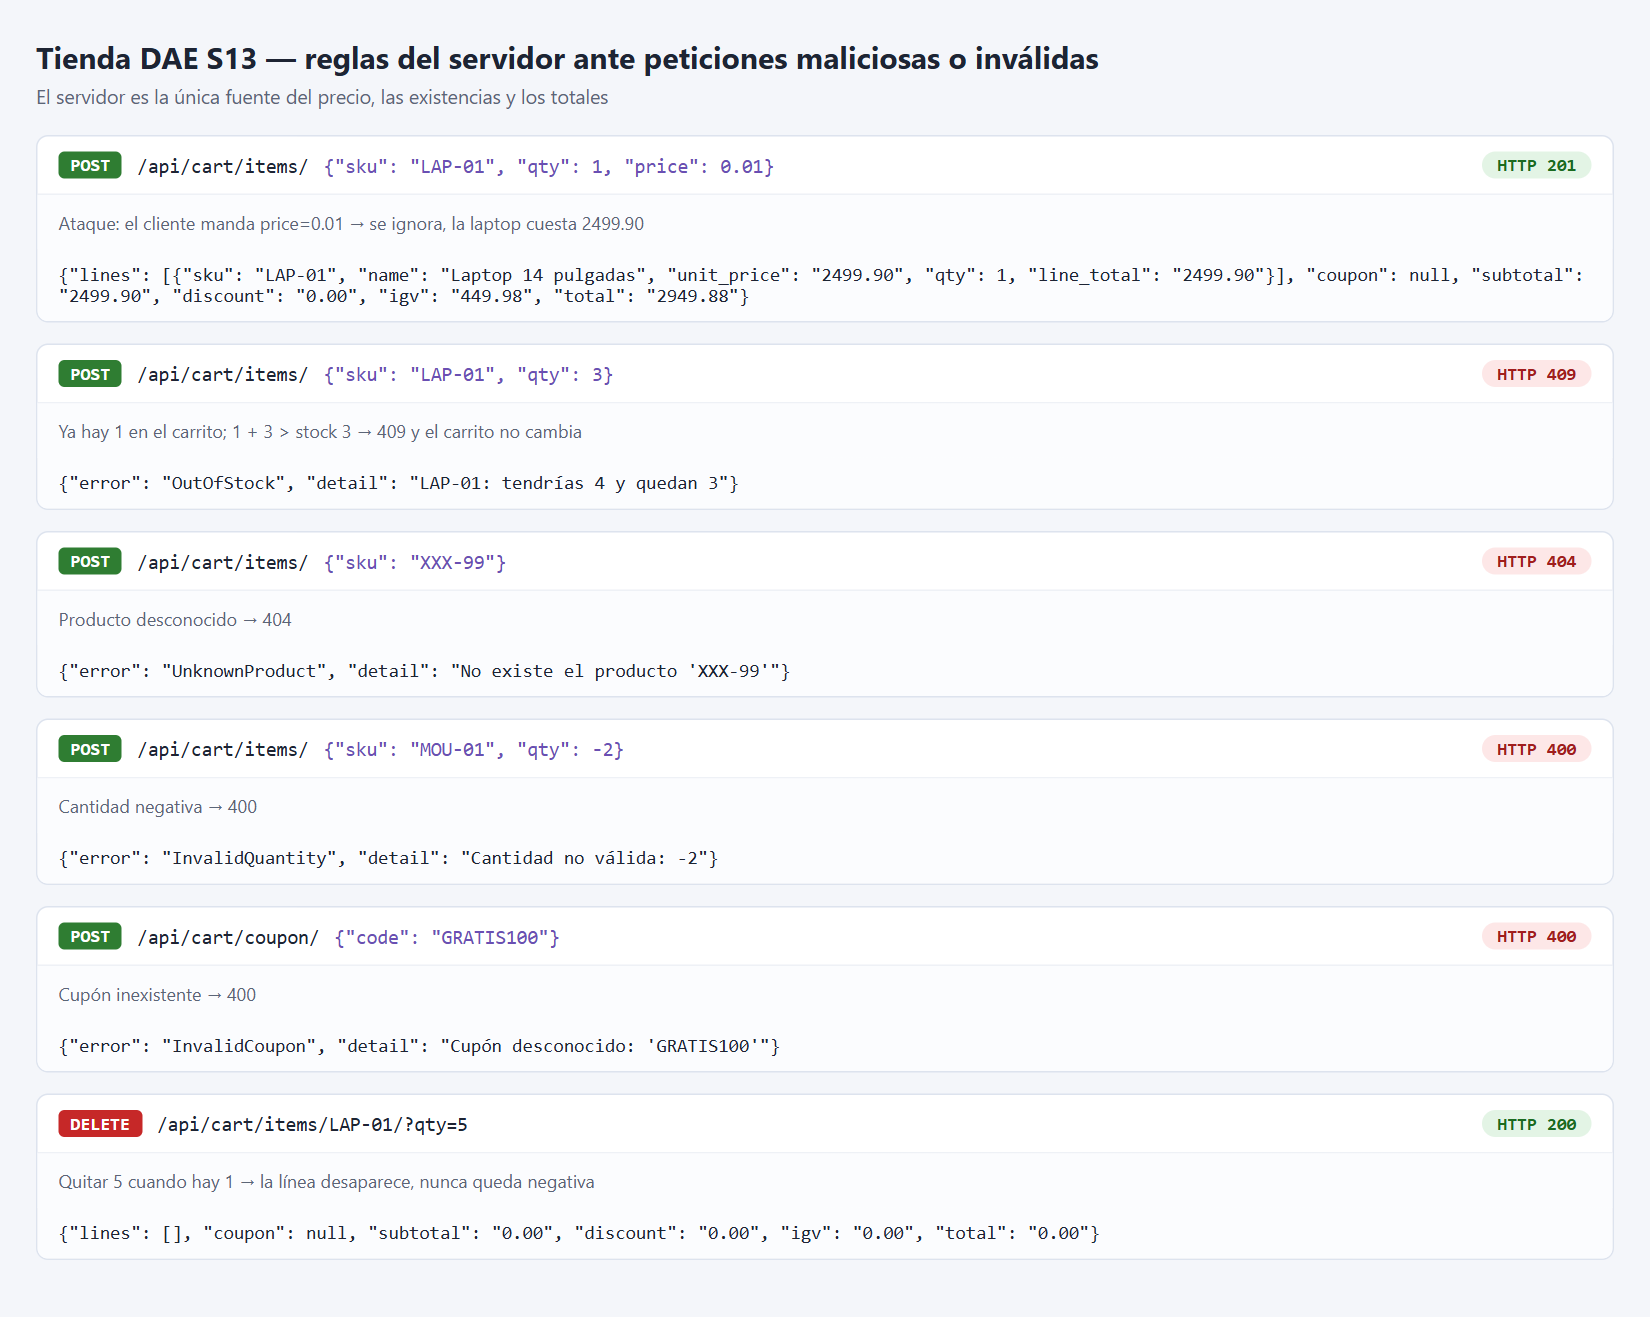 Tienda DAE S13 — reglas del servidor ante peticiones maliciosas o inválidas
El servidor es la única fuente del precio, las existencias y los totales
POST /api/cart/items/ {"sku": "LAP-01", "qty": 1, "price": 0.01} HTTP 201
Ataque: el cliente manda price=0.01 → se ignora, la laptop cuesta 2499.90
{"lines": [{"sku": "LAP-01", "name": "Laptop 14 pulgadas", "unit_price": "2499.90", "qty": 1, "line_total": "2499.90"}], "coupon": null, "subtotal":
"2499.90", "discount": "0.00", "igv": "449.98", "total": "2949.88"}
POST /api/cart/items/ {"sku": "LAP-01", "qty": 3} HTTP 409
Ya hay 1 en el carrito; 1 + 3 > stock 3 → 409 y el carrito no cambia
{"error": "OutOfStock", "detail": "LAP-01: tendrías 4 y quedan 3"}
POST /api/cart/items/ {"sku": "XXX-99"} HTTP 404
Producto desconocido → 404
{"error": "UnknownProduct", "detail": "No existe el producto 'XXX-99'"}
POST /api/cart/items/ {"sku": "MOU-01", "qty": -2} HTTP 400
Cantidad negativa → 400
{"error": "InvalidQuantity", "detail": "Cantidad no válida: -2"}
POST /api/cart/coupon/ {"code": "GRATIS100"} HTTP 400
Cupón inexistente → 400
{"error": "InvalidCoupon", "detail": "Cupón desconocido: 'GRATIS100'"}
DELETE /api/cart/items/LAP-01/?qty=5 HTTP 200
Quitar 5 cuando hay 1 → la línea desaparece, nunca queda negativa
{"lines": [], "coupon": null, "subtotal": "0.00", "discount": "0.00", "igv": "0.00", "total": "0.00"}